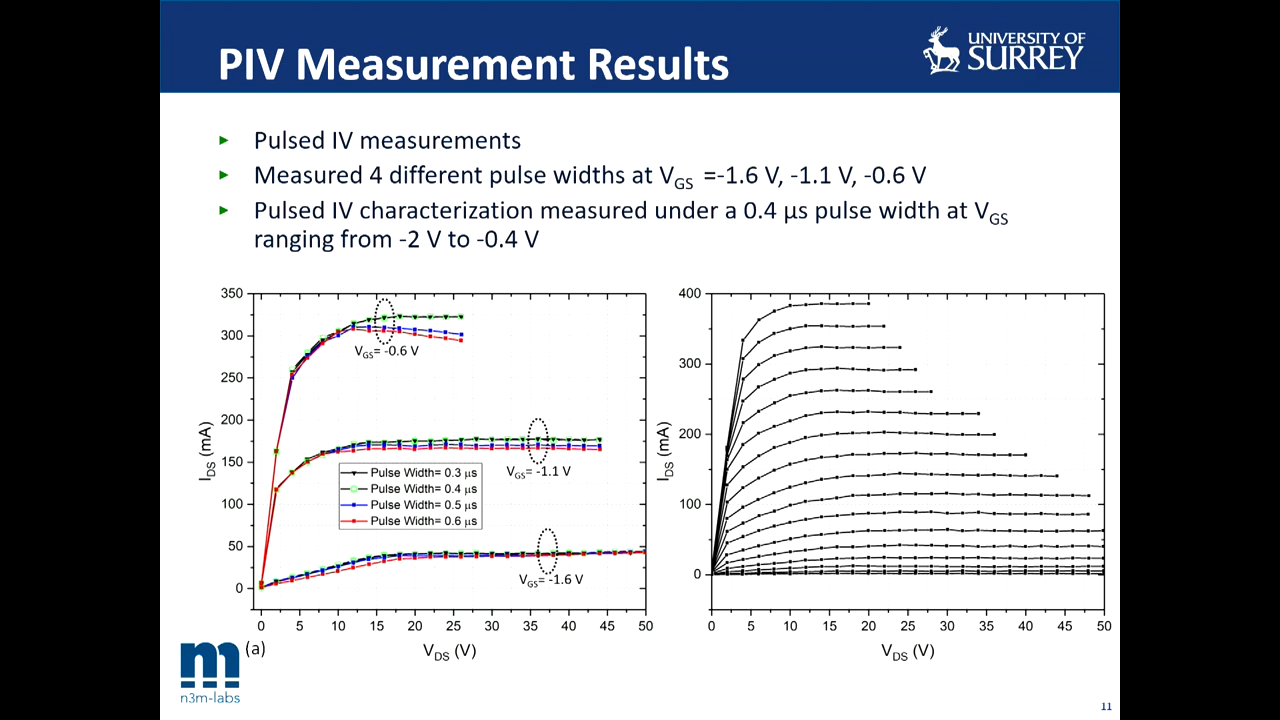 PIV Measurement Results
UNIVERSITY OF
SURREY
Pulsed IV measurements
Measured 4 different pulse widths at VGS =-1.6 V, -1.1 V, -0.6 V
Pulsed IV characterization measured under a 0.4 μs pulse width at VGS
ranging from -2 V to -0.4 V
350
300
250
200
150
100
50
0
IDS (mA)
VGS= -0.6 V
VGS= -1.1 V
VGS= -1.6 V
Pulse Width= 0.3 μs
Pulse Width= 0.4 μs
Pulse Width= 0.5 μs
Pulse Width= 0.6 μs
0 5 10 15 20 25 30 35 40 45 50
(a)
VDS (V)
400
300
200
100
0
IDS (mA)
0 5 10 15 20 25 30 35 40 45 50
VDS (V)
m
n3m-labs
11